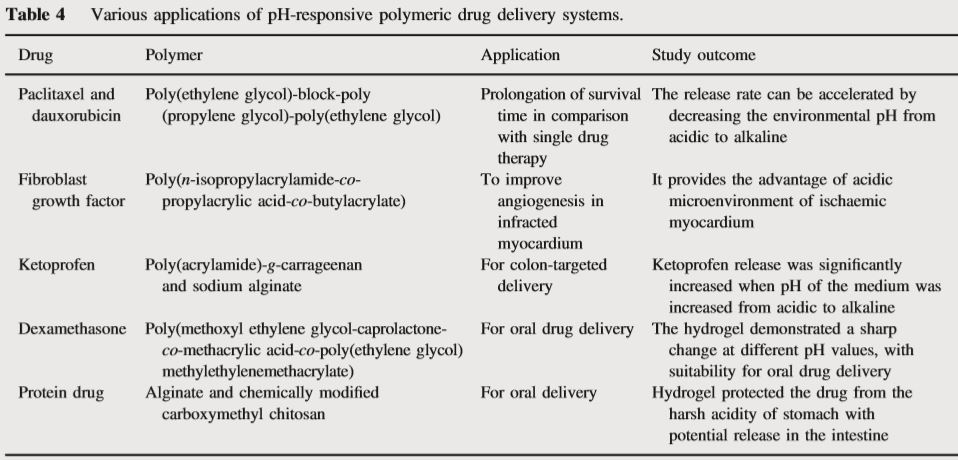 Table 4 Various applications of pH-responsive polymeric drug delivery systems.
Drug Polymer Application Study outcome
Paclitaxel and Poly(ethylene glycol)-block-poly Prolongation of survival The release rate can be accelerated by
dauxorubicin (propylene glycol)-poly(ethylene glycol) time in comparison decreasing the environmental pH from
with single drug acidic to alkaline
therapy
Fibroblast Poly(n-isopropylacrylamide-co- To improve It provides the advantage of acidic
growth factor propylacrylic acid-co-butylacrylate) angiogenesis in microenvironment of ischaemic
infracted myocardium
myocardium
Ketoprofen Poly(acrylamide)-g-carrageenan For colon-targeted Ketoprofen release was significantly
and sodium alginate delivery increased when pH of the medium was
increased from acidic to alkaline
Dexamethasone Poly(methoxyl ethylene glycol-caprolactone- For oral drug delivery The hydrogel demonstrated a sharp
co-methacrylic acid-co-poly(ethylene glycol) change at different pH values, with
methylethylenemethacrylate) suitability for oral drug delivery
Protein drug Alginate and chemically modified For oral delivery Hydrogel protected the drug from the
carboxymethyl chitosan harsh acidity of stomach with
potential release in the intestine